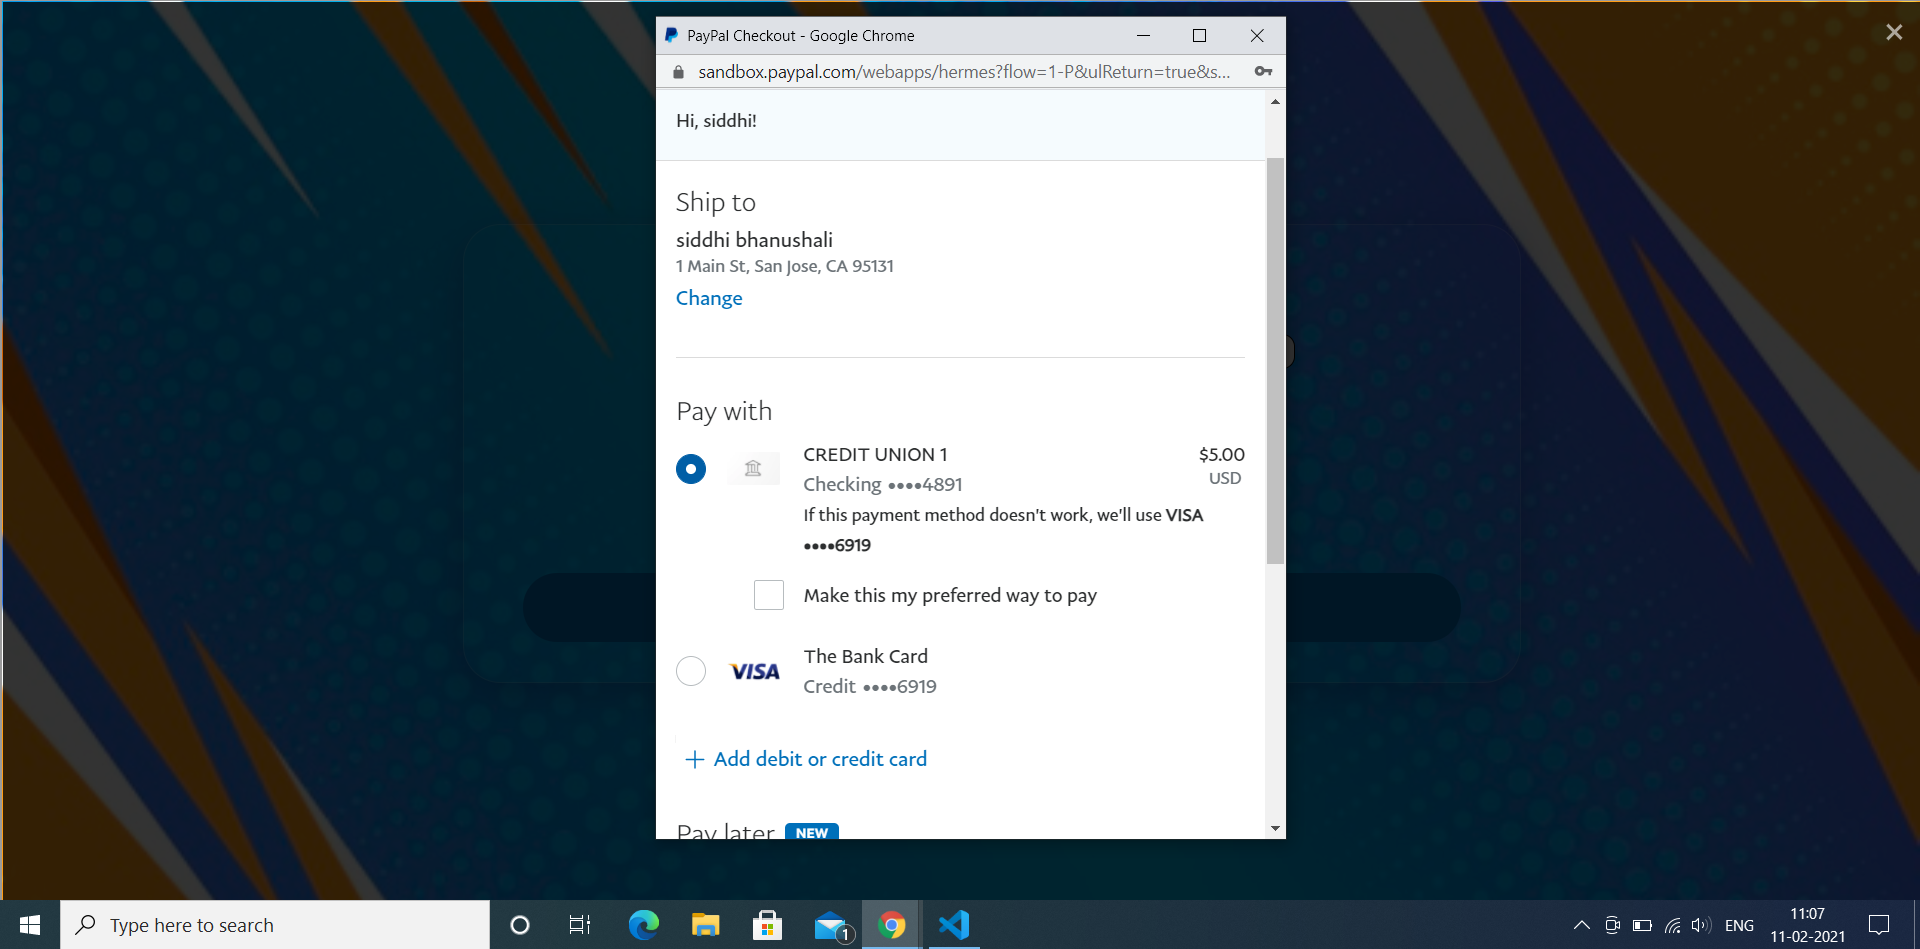 PayPal Checkout - Google Chrome
sandbox.paypal.com/webapps/hermes?flow=1-P&ulReturn=true&s...
Hi, siddhi!
Ship to
siddhi bhanushali
1 Main St, San Jose, CA 95131
Change
Pay with
CREDIT UNION 1
$5.00
Checking ••••4891
USD
If this payment method doesn't work, we'll use VISA
••••6919
Make this my preferred way to pay
VISA
The Bank Card
Credit ••••6919
+ Add debit or credit card
Pay later NEW
Type here to search
1
ENG
11:07
11-02-2021